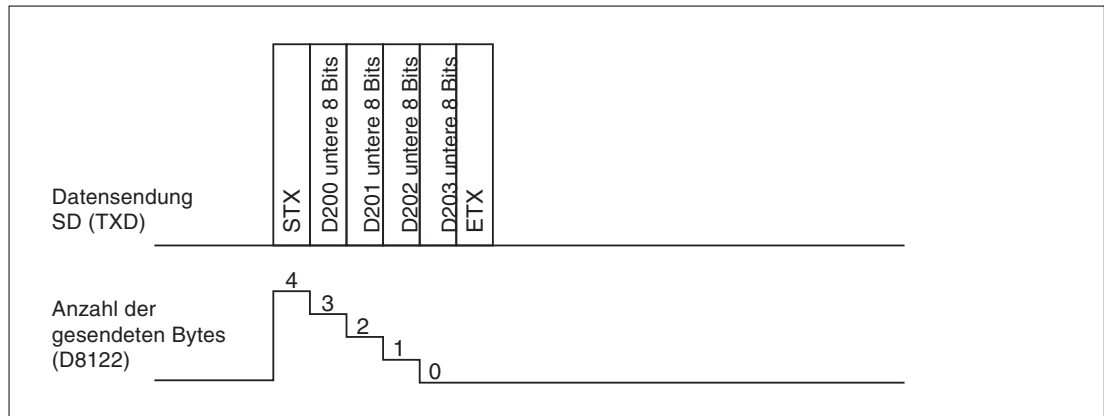 STX
D200 untere 8 Bits
D201 untere 8 Bits
D202 untere 8 Bits
D203 untere 8 Bits
ETX
Datensendung
SD (TXD)
4
3
2
1
0
Anzahl der
gesendeten Bytes
(D8122)